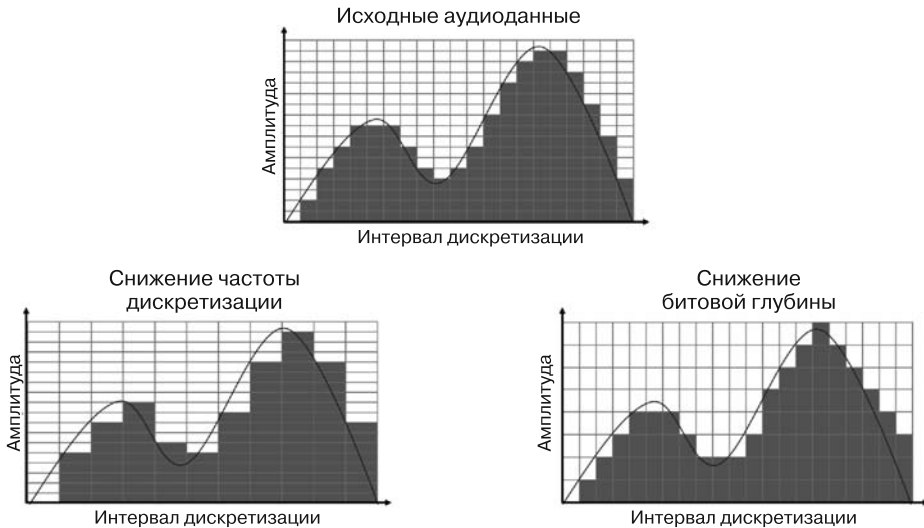 Исходные аудиоданные
Амплитуда
Интервал дискретизации
Снижение частоты
дискретизации
Амплитуда
Интервал дискретизации
Снижение
битовой глубины
Амплитуда
Интервал дискретизации